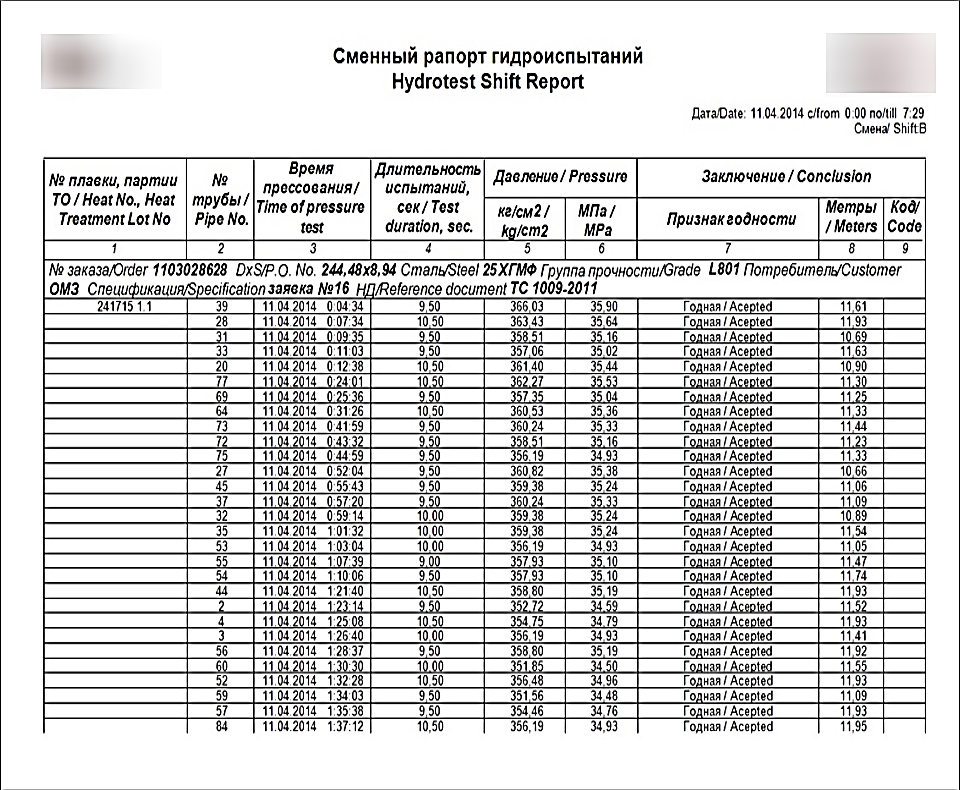 Сменный рапорт гидроиспытаний
Hydrotest Shift Report
Дата/Date: 11.04.2014 с/from 0:00 по/till 7:29
Смена/ Shift:B
№ плавки, партии ТО / Heat No., Heat Treatment Lot No № трубы / Pipe No. Время прессования / Time of pressure test Длительность испытаний, сек / Test duration, sec. Давление / Pressure Заключение / Conclusion
кг/см2 / kg/cm2 МПа / MPa Признак годности Метры / Meters Код/ Code
1 2 3 4 5 6 7 8 9
№ заказа/Order 1103028628 DxS/P.O. No. 244,48x8,94 Сталь/Steel 25ХГМФ Группа прочности/Grade L801 Потребитель/Customer
ОМЗ Спецификация/Specification заявка №16 НД/Reference document ТС 1009-2011
241715 1.1 39 11.04.2014 0:04:34 9,50 366,03 35,90 Годная / Acepted 11,61
28 11.04.2014 0:07:34 10,50 363,43 35,64 Годная / Acepted 11,93
31 11.04.2014 0:09:35 9,50 358,51 35,16 Годная / Acepted 10,69
33 11.04.2014 0:11:03 9,50 357,06 35,02 Годная / Acepted 11,63
20 11.04.2014 0:12:38 10,50 361,40 35,44 Годная / Acepted 10,90
77 11.04.2014 0:24:01 10,50 362,27 35,53 Годная / Acepted 11,30
69 11.04.2014 0:25:36 9,50 357,35 35,04 Годная / Acepted 11,25
64 11.04.2014 0:31:26 10,50 360,53 35,36 Годная / Acepted 11,33
73 11.04.2014 0:41:59 9,50 360,24 35,33 Годная / Acepted 11,44
72 11.04.2014 0:43:32 9,50 358,51 35,16 Годная / Acepted 11,23
75 11.04.2014 0:44:59 9,50 356,19 34,93 Годная / Acepted 11,33
27 11.04.2014 0:52:04 9,50 360,82 35,38 Годная / Acepted 10,66
45 11.04.2014 0:55:43 9,50 359,38 35,24 Годная / Acepted 11,06
37 11.04.2014 0:57:20 9,50 360,24 35,33 Годная / Acepted 11,09
32 11.04.2014 0:59:14 10,00 359,38 35,24 Годная / Acepted 10,89
35 11.04.2014 1:01:32 10,00 359,38 35,24 Годная / Acepted 11,54
53 11.04.2014 1:03:04 10,00 356,19 34,93 Годная / Acepted 11,05
55 11.04.2014 1:07:39 9,00 357,93 35,10 Годная / Acepted 11,47
54 11.04.2014 1:10:06 9,50 357,93 35,10 Годная / Acepted 11,74
44 11.04.2014 1:21:40 10,50 358,80 35,19 Годная / Acepted 11,93
2 11.04.2014 1:23:14 9,50 352,72 34,59 Годная / Acepted 11,52
4 11.04.2014 1:25:08 10,50 354,75 34,79 Годная / Acepted 11,93
3 11.04.2014 1:26:40 10,00 356,19 34,93 Годная / Acepted 11,41
56 11.04.2014 1:28:37 9,50 358,80 35,19 Годная / Acepted 11,92
60 11.04.2014 1:30:30 10,00 351,85 34,50 Годная / Acepted 11,55
52 11.04.2014 1:32:28 10,50 356,48 34,96 Годная / Acepted 11,93
59 11.04.2014 1:34:03 9,50 351,56 34,48 Годная / Acepted 11,09
57 11.04.2014 1:35:38 9,50 354,46 34,76 Годная / Acepted 11,93
84 11.04.2014 1:37:12 10,50 356,19 34,93 Годная / Acepted 11,95